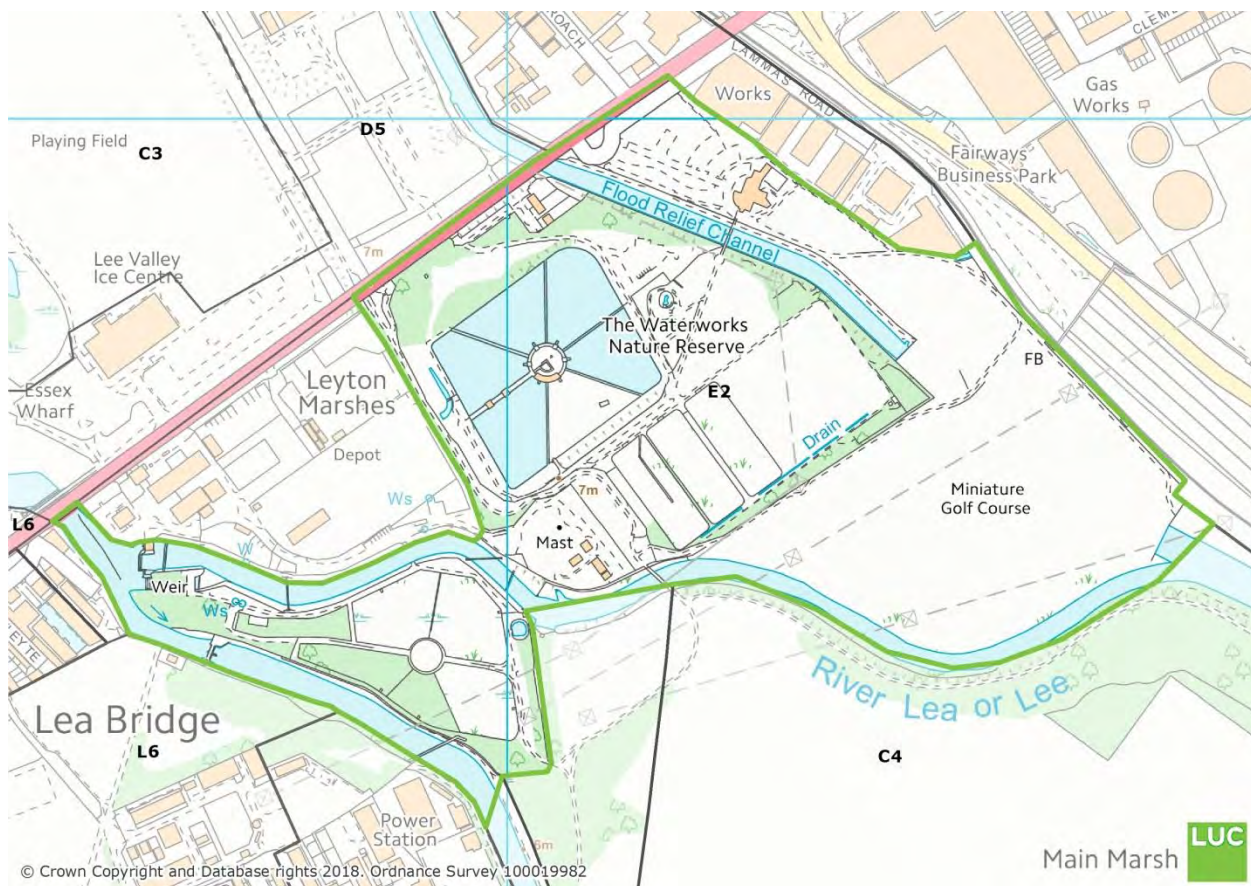 ROACH
LAMMAS ROAD
Works
Gas
Works
Playing Field
C3
D5
Fairways
Business Park
Flood Relief Channel
7m
Lee Valley
Ice Centre
The Waterworks
Nature Reserve
E2
FB
Essex
Wharf
Leyton
Marshes
Depot
Drain
Miniature
Golf Course
Ws
7m
L6
W
Mast
Weir
Ws
River Lea or Lee
Lea Bridge
L6
C4
Power
Station
6m
Main Marsh
LUC
© Crown Copyright and Database rights 2018. Ordnance Survey 100019982